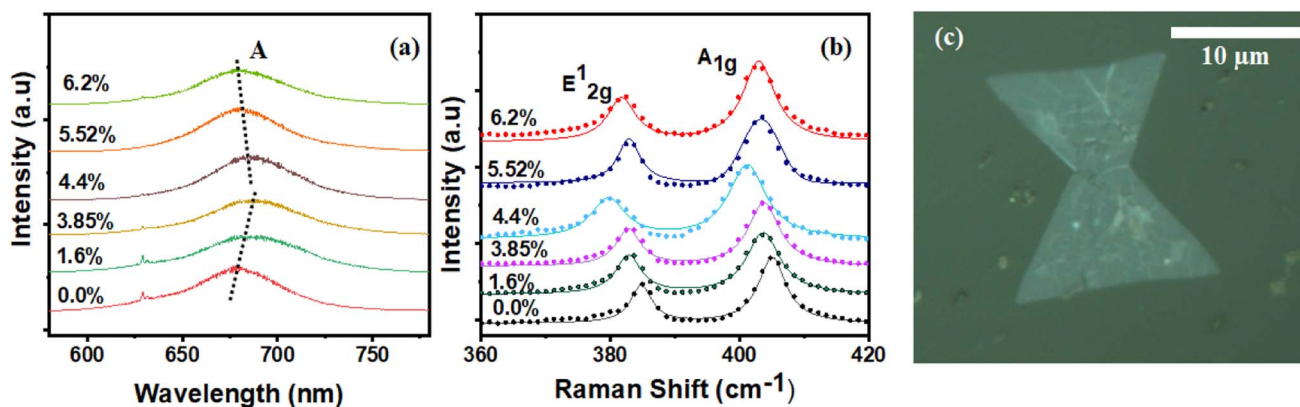 (a)
A
6.2%
5.52%
4.4%
3.85%
1.6%
0.0%
Intensity (a.u)
600 650 700 750
Wavelength (nm)
(b)
A1g
E¹2g
6.2%
5.52%
4.4%
3.85%
1.6%
0.0%
Intensity (a.u)
360 380 400 420
Raman Shift (cm⁻¹)
(c)
10 µm